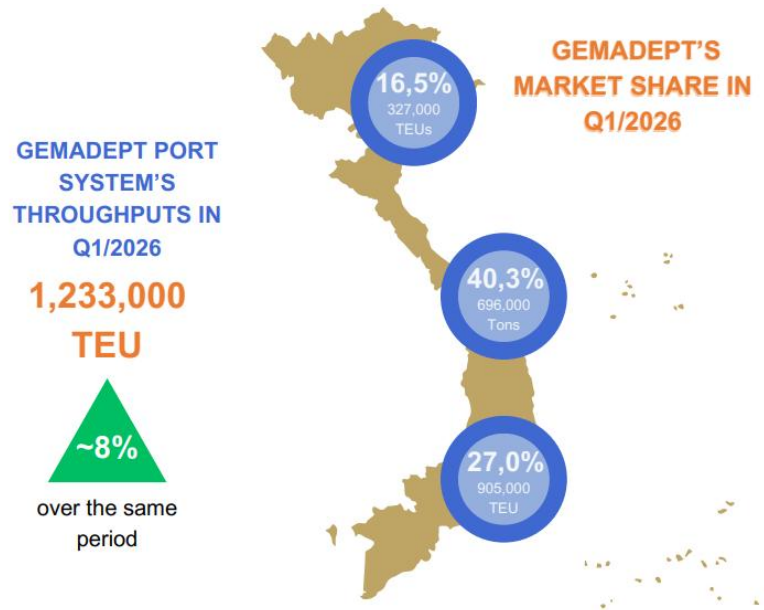 GEMADEPT'S
MARKET SHARE IN
Q1/2026
16,5%
327,000
TEUs
GEMADEPT PORT
SYSTEM'S
THROUGHPUTS IN
Q1/2026
1,233,000
TEU
~8%
over the same
period
40,3%
696,000
Tons
27,0%
905,000
TEU